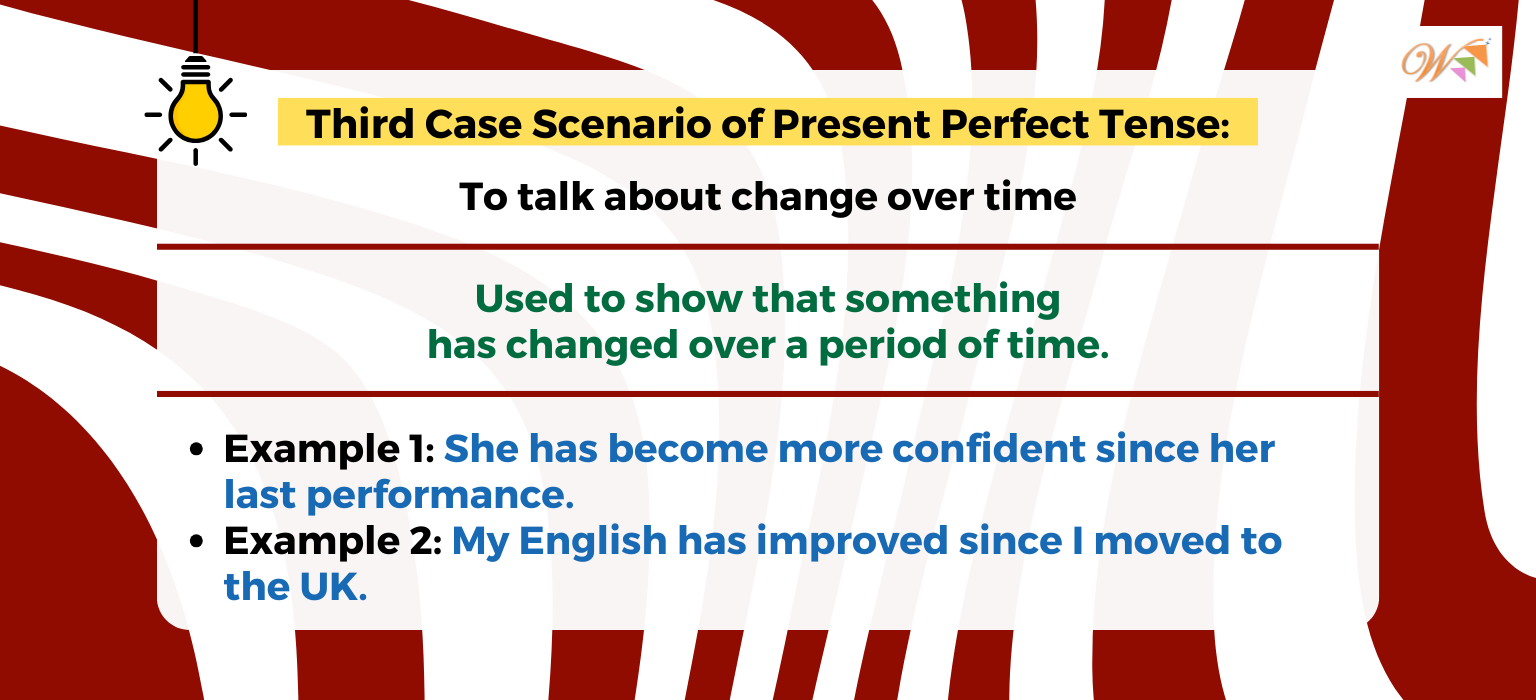 W
Third Case Scenario of Present Perfect Tense:
To talk about change over time
Used to show that something
has changed over a period of time.
• Example 1: She has become more confident since her
last performance.
• Example 2: My English has improved since I moved to
the UK.